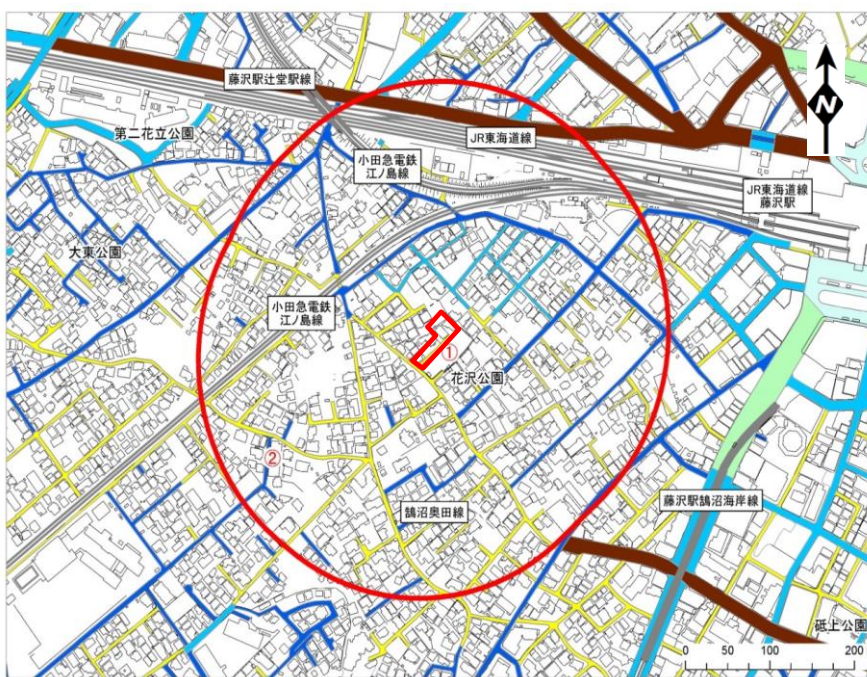 藤沢駅辻堂駅線
N
第二花立公園
JR東海道線
小田急電鉄
江ノ島線
JR東海道線
藤沢駅
大東公園
小田急電鉄
江ノ島線
①
花沢公園
②
鵠沼奥田線
藤沢駅鵠沼海岸線
砥上公園
0 50 100 200